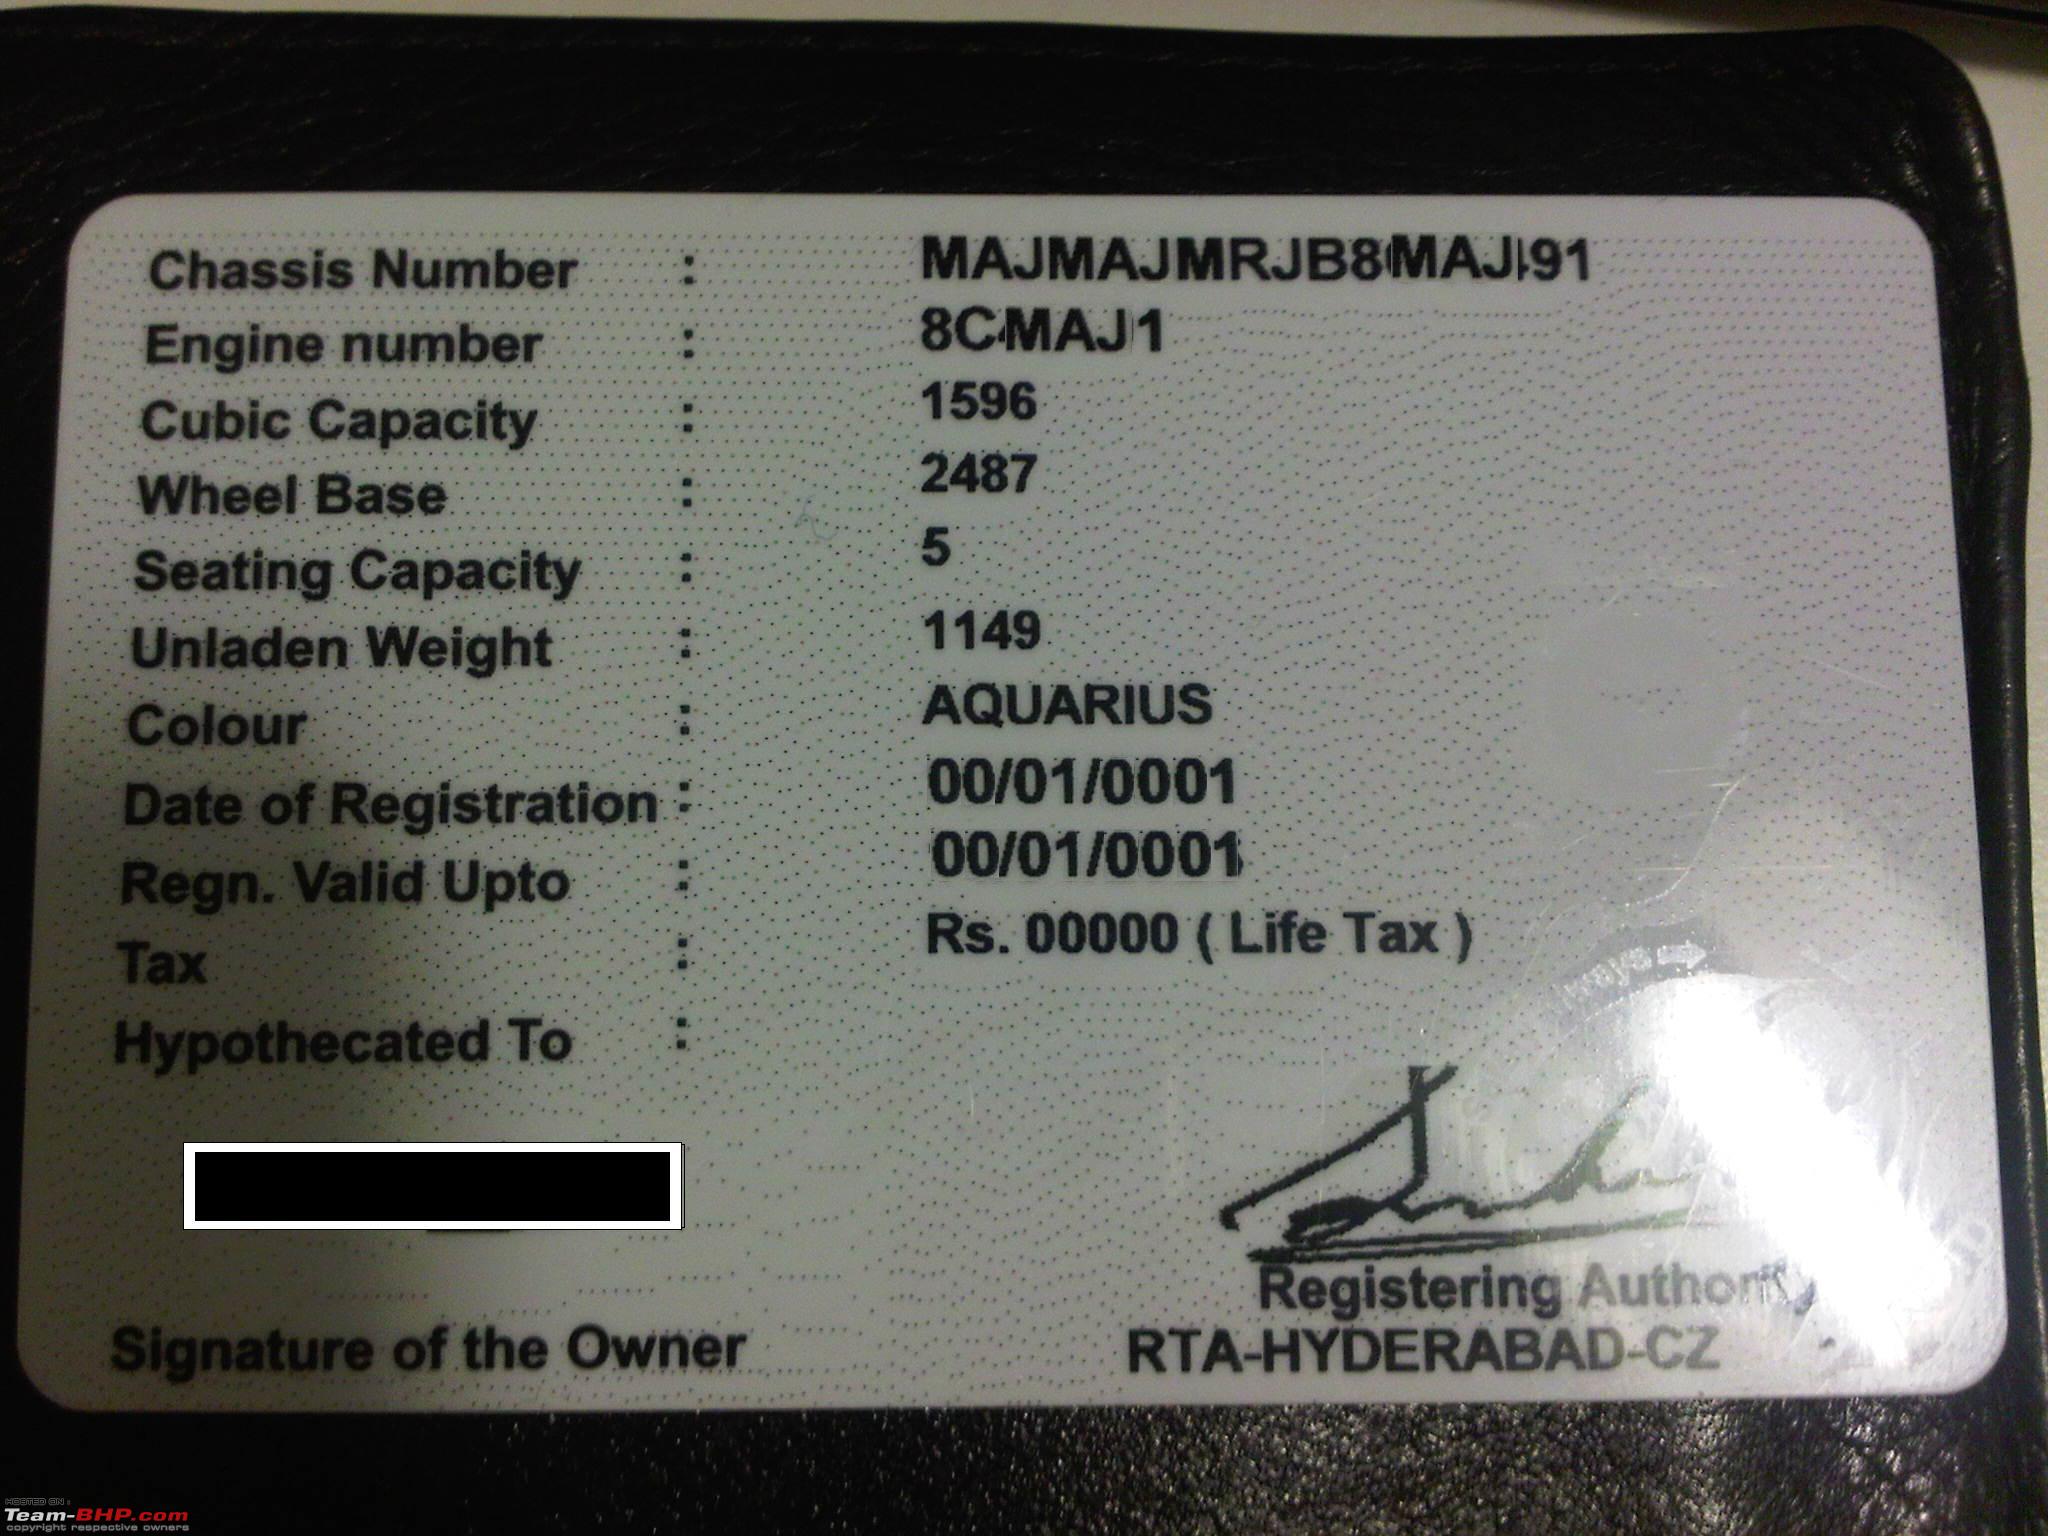 Chassis Number : MAJMAJMRJB8MAJ491
Engine number : 8CMAJ1
Cubic Capacity : 1596
Wheel Base : 2487
Seating Capacity : 5
Unladen Weight : 1149
Colour : AQUARIUS
Date of Registration : 00/01/0001
Regn. Valid Upto : 00/01/0001
Tax : Rs. 00000 ( Life Tax )
Hypothecated To :
Registering Authority
Signature of the Owner RTA-HYDERABAD-CZ
HOSTED ON :
Team-BHP.com
copyright respective owners